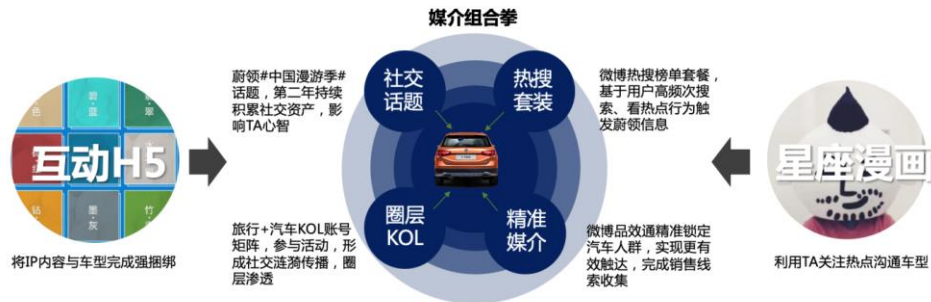 媒介组合拳
蔚领#中国漫游季#
话题，第二年持续
积累社交资产，影
响TA心智
社交
话题
热搜
套装
微博热搜榜单套餐，
基于用户高频次搜
索、看热点行为触
发蔚领信息
色
碧
·
蓝
翠
互动H5
钻
墨
·
灰
竹
星座漫画
旅行+汽车KOL账号
矩阵，参与活动，形
成社交涟漪传播，圈
层渗透
圈层
KOL
精准
媒介
微博品效通精准锁定
汽车人群，实现更有
效触达，完成销售线
索收集
将IP内容与车型完成强捆绑
利用TA关注热点沟通车型